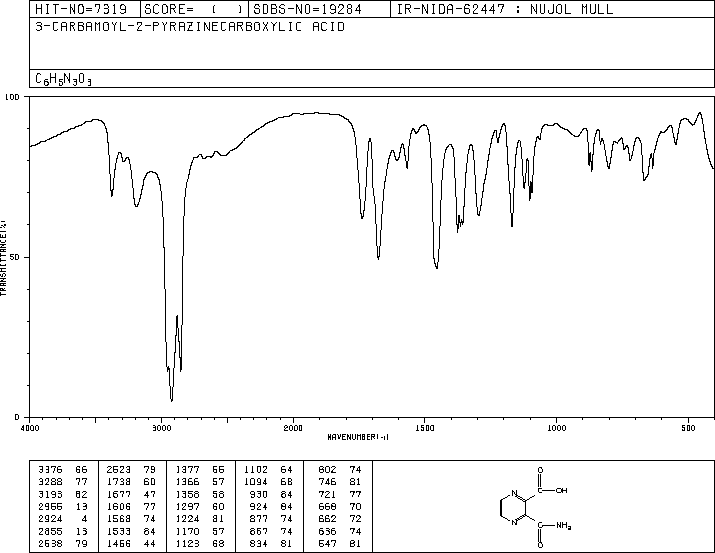 HIT-NO=7319 SCORE= ( ) SDBS-NO=19284 IR-NIDA-62447 : NUJOL MULL
3-CARBAMOYL-2-PYRAZINECARBOXYLIC ACID
C6H5N3O3
100
50
0
TRANSMITTANCE(%)
4000 3000 2000 1500 1000 500
WAVENUMBER(-1)
3376 66 2523 79 1377 55 1102 64 802 74
3288 77 1738 60 1366 57 1094 68 746 81
3193 62 1677 47 1358 58 930 84 721 77
2955 13 1606 77 1297 60 924 84 668 70
2924 4 1568 74 1224 81 877 74 662 72
2855 13 1533 84 1170 57 867 74 636 74
2638 79 1456 44 1123 68 834 81 547 81
O
C OH
N
N
C NH2
O